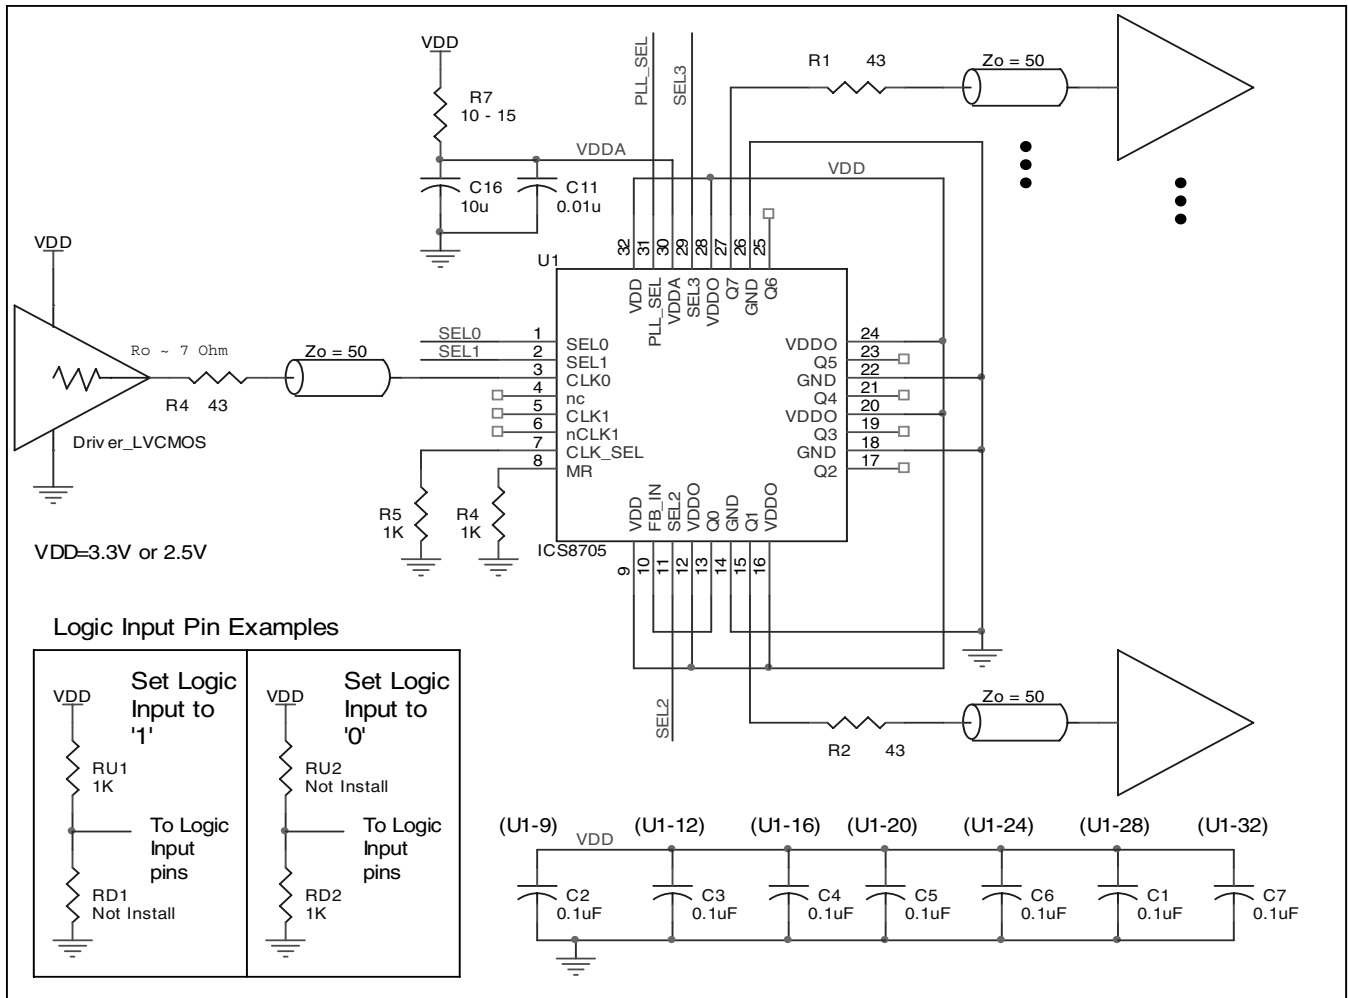 VDD
R7
10 - 15
VDDA
C16
10u
C11
0.01u
PLL_SEL
SEL3
R1 43
Zo = 50
VDD
VDD
Ro ~ 7 Ohm
R4 43
Driver_LVCMOS
Zo = 50
SEL0
SEL1
U1
32 31 30 29 28 27 26 25
VDD PLL_SEL VDDA SEL3 VDDO Q7 GND Q6
1 SEL0
2 SEL1
3 CLK0
4 nc
5 CLK1
6 nCLK1
7 CLK_SEL
8 MR
VDDO 24
Q5 23
GND 22
Q4 21
VDDO 20
Q3 19
GND 18
Q2 17
VDD FB_IN SEL2 VDDO Q0 GND Q1 VDDO
9 10 11 12 13 14 15 16
ICS8705
R5
1K
R4
1K
SEL2
R2 43
Zo = 50
VDD=3.3V or 2.5V
Logic Input Pin Examples
VDD
Set Logic
Input to
'1'
RU1
1K
To Logic
Input
pins
RD1
Not Install
VDD
Set Logic
Input to
'0'
RU2
Not Install
To Logic
Input
pins
RD2
1K
(U1-9) (U1-12) (U1-16) (U1-20) (U1-24) (U1-28) (U1-32)
VDD
C2 C3 C4 C5 C6 C1 C7
0.1uF 0.1uF 0.1uF 0.1uF 0.1uF 0.1uF 0.1uF